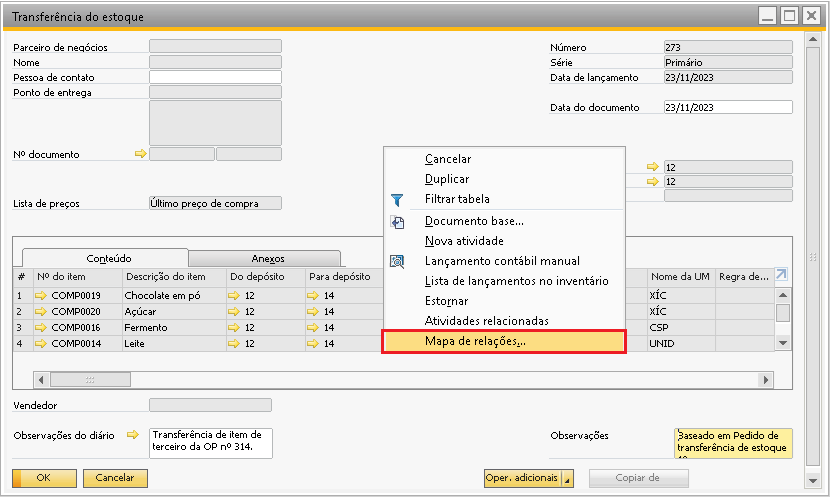 Transferência do estoque
Parceiro de negócios
Nome
Pessoa de contato
Ponto de entrega
Nº documento
Lista de preços
Último preço de compra
Número
273
Série
Primário
Data de lançamento
23/11/2023
Data do documento
23/11/2023
12
12
Cancelar
Duplicar
Filtrar tabela
Documento base...
Nova atividade
Lançamento contábil manual
Lista de lançamentos no inventário
Estornar
Atividades relacionadas
Mapa de relações...
Conteúdo
Anexos
# Nº do item Descrição do item Do depósito Para depósito Nome da UM Regra de...
1 COMP0019 Chocolate em pó 12 14 XÍC
2 COMP0020 Açúcar 12 14 XÍC
3 COMP0016 Fermento 12 14 CSP
4 COMP0014 Leite 12 14 UNID
Vendedor
Observações do diário
Transferência de item de
terceiro da OP nº 314.
Observações
Baseado em Pedido de
transferência de estoque
OK
Cancelar
Oper. adicionais
Copiar de